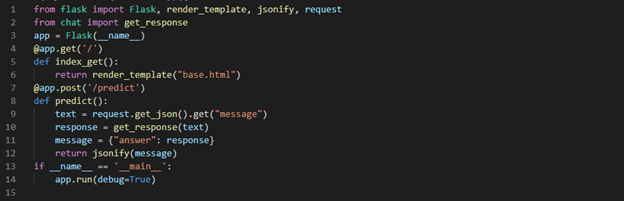 1 from flask import Flask, render_template, jsonify, request
2 from chat import get_response
3 app = Flask(__name__)
4 @app.get('/')
5 def index_get():
6     return render_template("base.html")
7 @app.post('/predict')
8 def predict():
9     text = request.get_json().get("message")
10     response = get_response(text)
11     message = {"answer": response}
12     return jsonify(message)
13 if __name__ == '__main__':
14     app.run(debug=True)
15